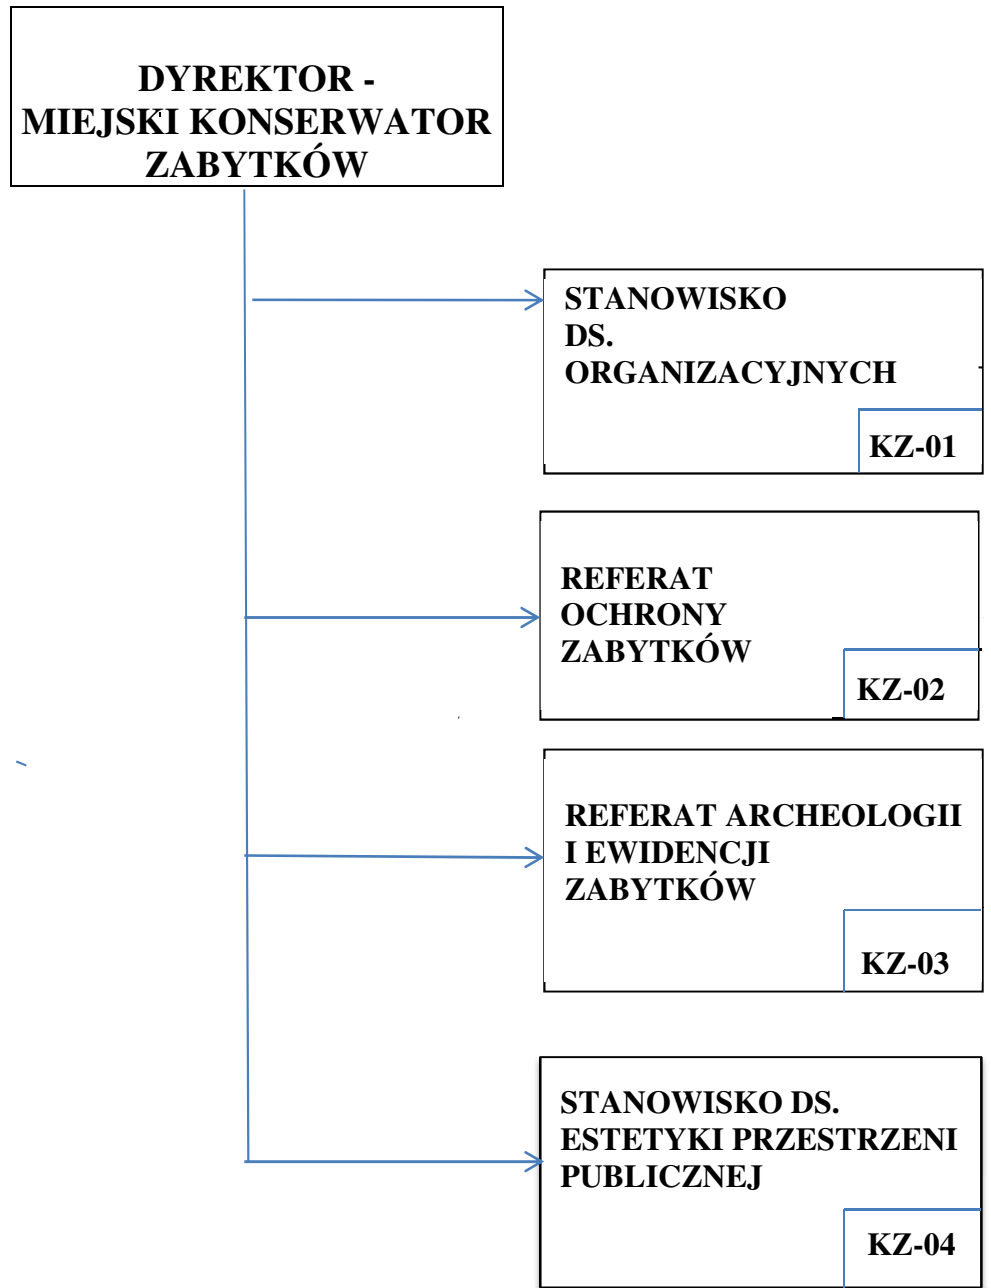 DYREKTOR -
MIEJSKI KONSERWATOR
ZABYTKÓW
STANOWISKO
DS.
ORGANIZACYJNYCH
KZ-01
REFERAT
OCHRONY
ZABYTKÓW
KZ-02
REFERAT ARCHEOLOGII
I EWIDENCJI
ZABYTKÓW
KZ-03
STANOWISKO DS.
ESTETYKI PRZESTRZENI
PUBLICZNEJ
KZ-04